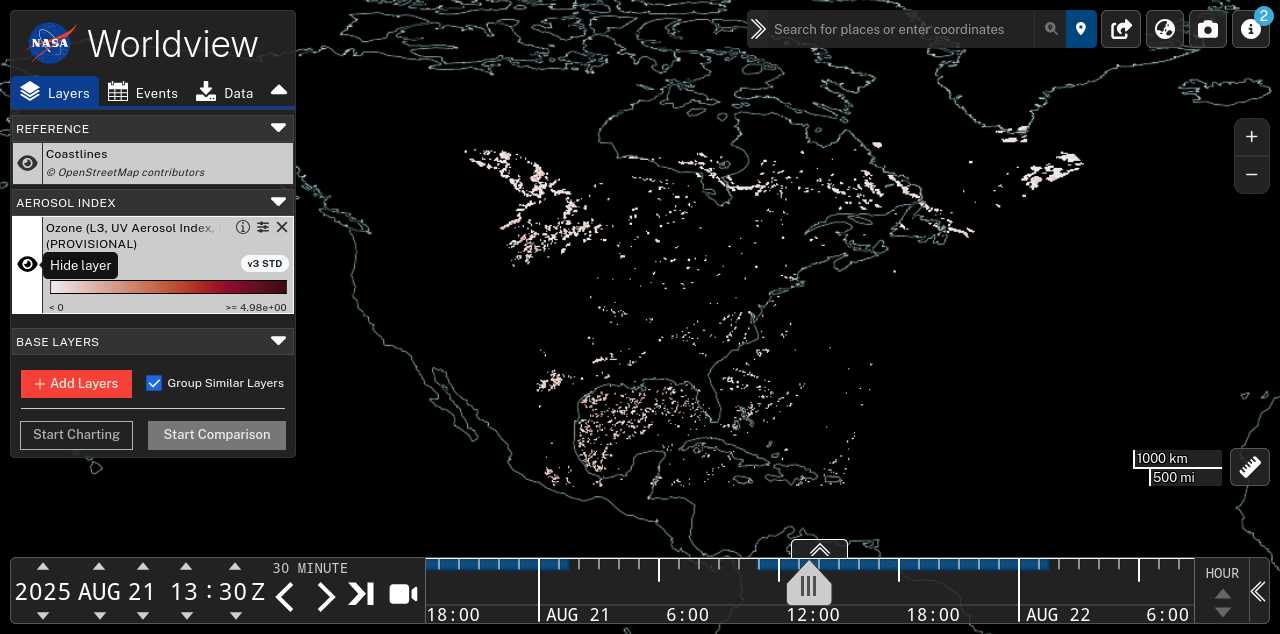 NASA
Worldview
Layers
Events
Data
REFERENCE
Coastlines
© OpenStreetMap contributors
AEROSOL INDEX
Ozone (L3, UV Aerosol Index,
(PROVISIONAL)
Hide layer
v3 STD
< 0
>= 4.98e+00
BASE LAYERS
+ Add Layers
Group Similar Layers
Start Charting
Start Comparison
Search for places or enter coordinates
2
+
−
1000 km
500 mi
2025 AUG 21 13 : 30 Z
30 MINUTE
18:00 AUG 21 6:00 12:00 18:00 AUG 22 6:00
HOUR